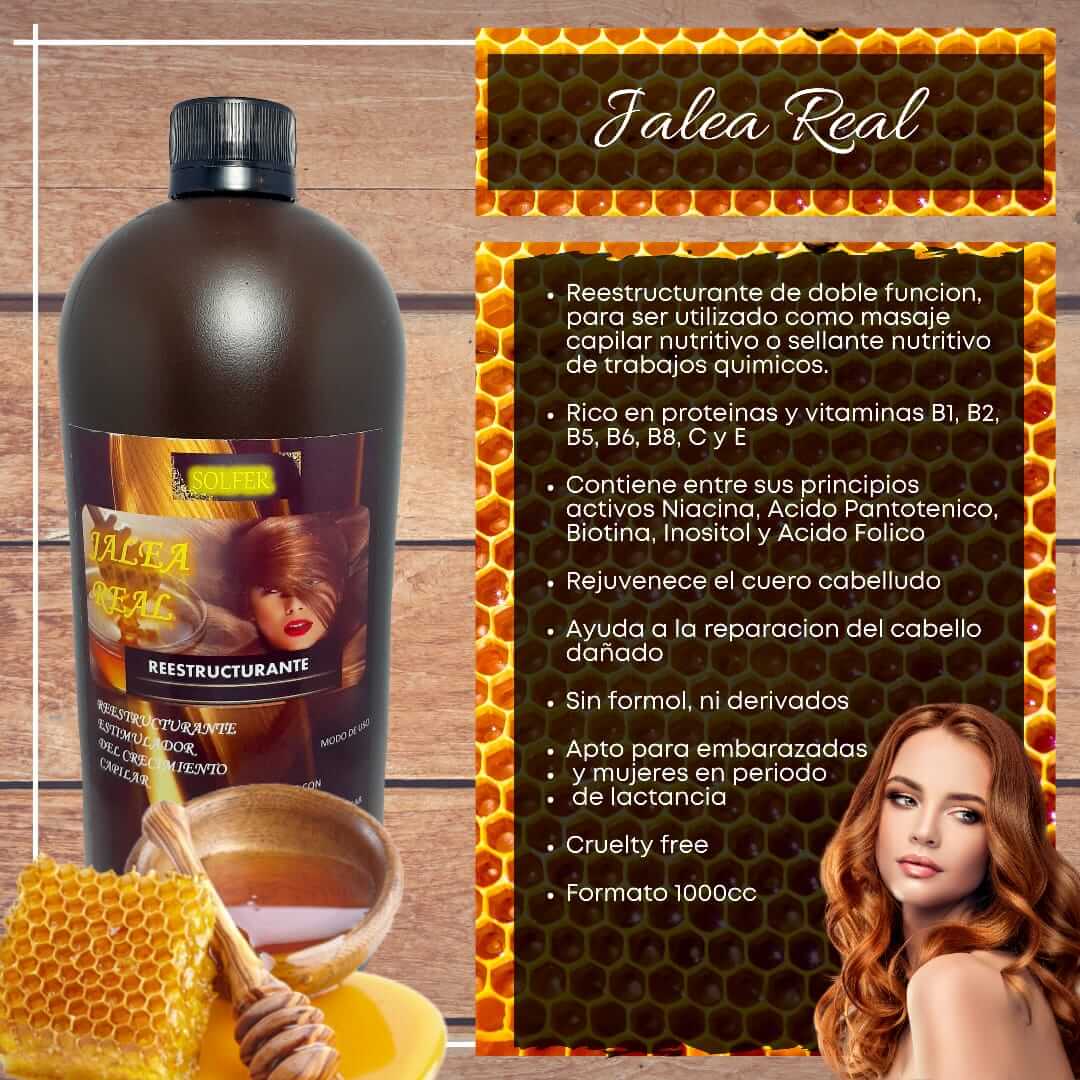 Jalea Real
• Reestructurante de doble funcion,
para ser utilizado como masaje
capilar nutritivo o sellante nutritivo
de trabajos quimicos.
• Rico en proteinas y vitaminas B1, B2,
B5, B6, B8, C y E
• Contiene entre sus principios
activos Niacina, Acido Pantotenico,
Biotina, Inositol y Acido Folico
• Rejuvenece el cuero cabelludo
• Ayuda a la reparacion del cabello
dañado
• Sin formol, ni derivados
• Apto para embarazadas
• y mujeres en periodo
• de lactancia
• Cruelty free
• Formato 1000cc
SOLFER
JALEA
REAL
REESTRUCTURANTE
REESTRUCTURANTE
ESTIMULADOR
DEL CRECIMIENTO
CAPILAR
MODO DE USO
CON